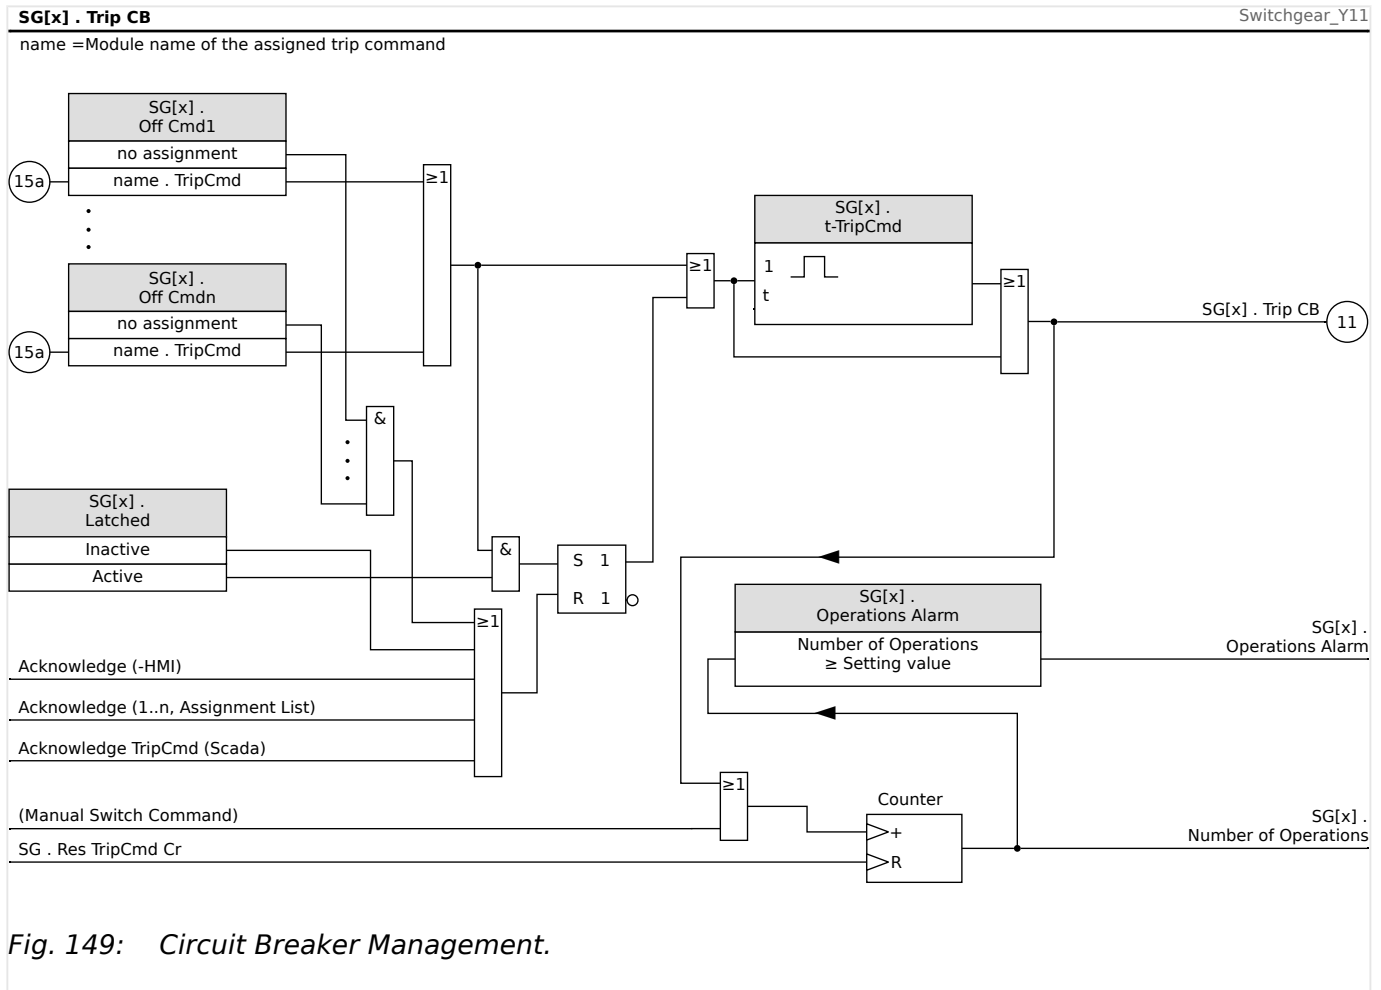 SG[x] . Trip CB
Switchgear_Y11
name =Module name of the assigned trip command
SG[x] .
Off Cmd1
no assignment
15a
name . TripCmd
≥1
SG[x] .
Off Cmdn
no assignment
15a
name . TripCmd
≥1
SG[x] .
t-TripCmd
1
t
≥1
SG[x] . Trip CB
11
&
SG[x] .
Latched
Inactive
Active
&
S 1
R 1
≥1
Acknowledge (-HMI)
Acknowledge (1..n, Assignment List)
Acknowledge TripCmd (Scada)
SG[x] .
Operations Alarm
Number of Operations
≥ Setting value
SG[x] .
Operations Alarm
≥1
(Manual Switch Command)
SG . Res TripCmd Cr
Counter
+
R
SG[x] .
Number of Operations
Fig. 149: Circuit Breaker Management.